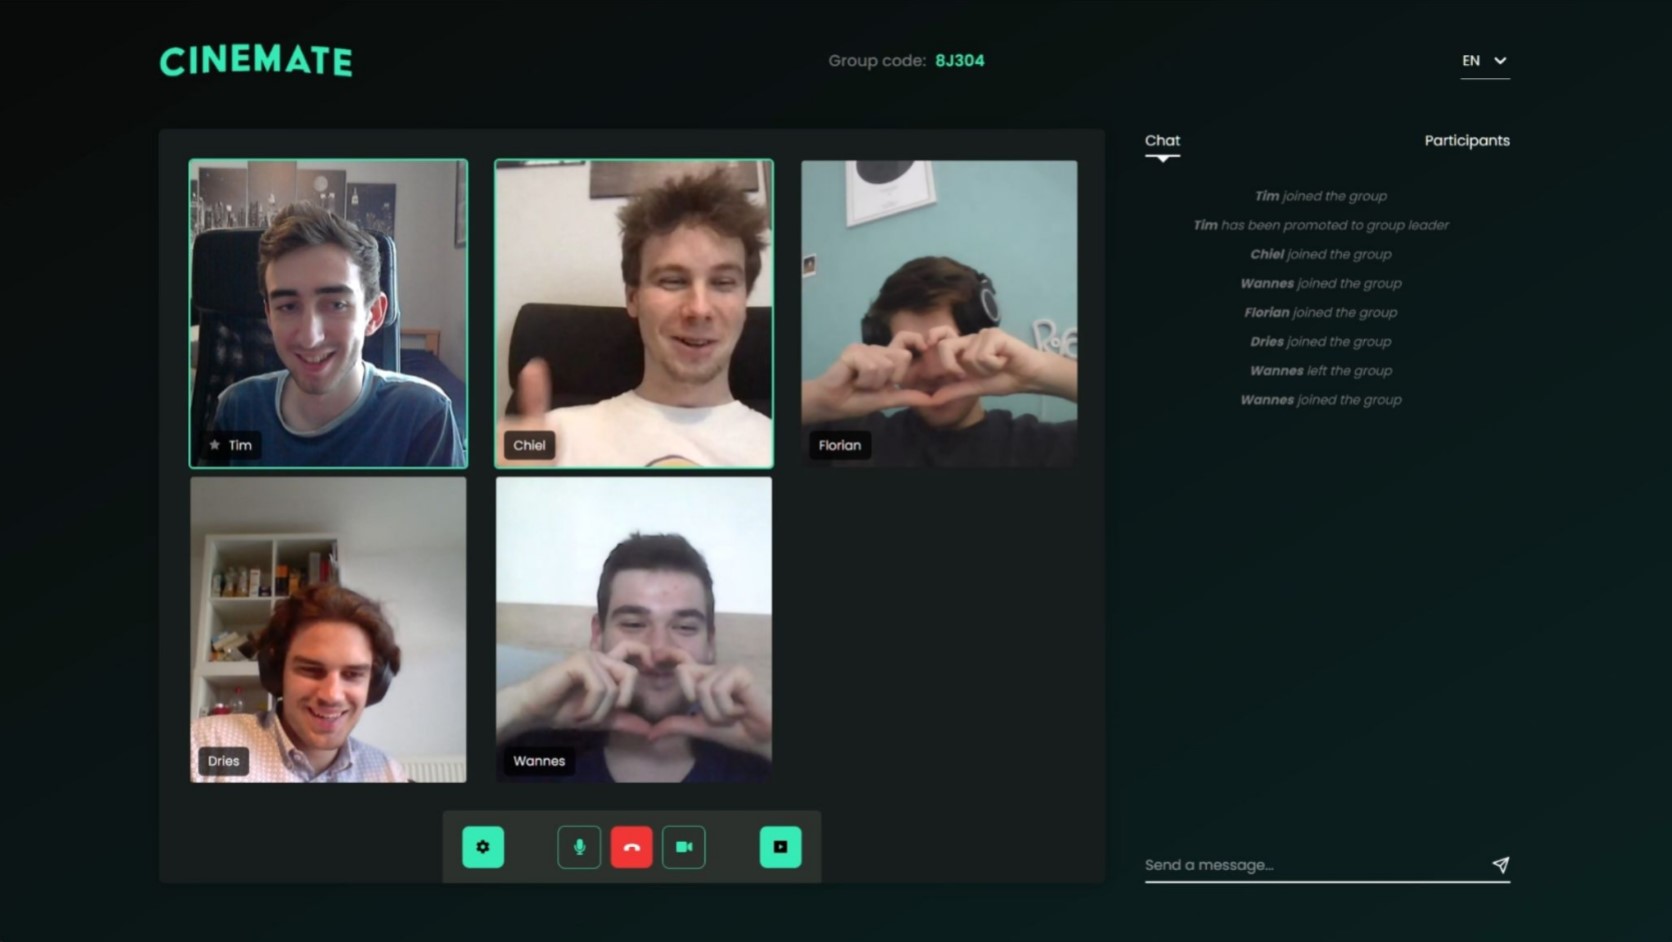 CINEMATE
Group code: 8J304
EN
Chat
Participants
Tim joined the group
Tim has been promoted to group leader
Chiel joined the group
Wannes joined the group
Florian joined the group
Dries joined the group
Wannes left the group
Wannes joined the group
Tim
Chiel
Florian
Dries
Wannes
Send a message...